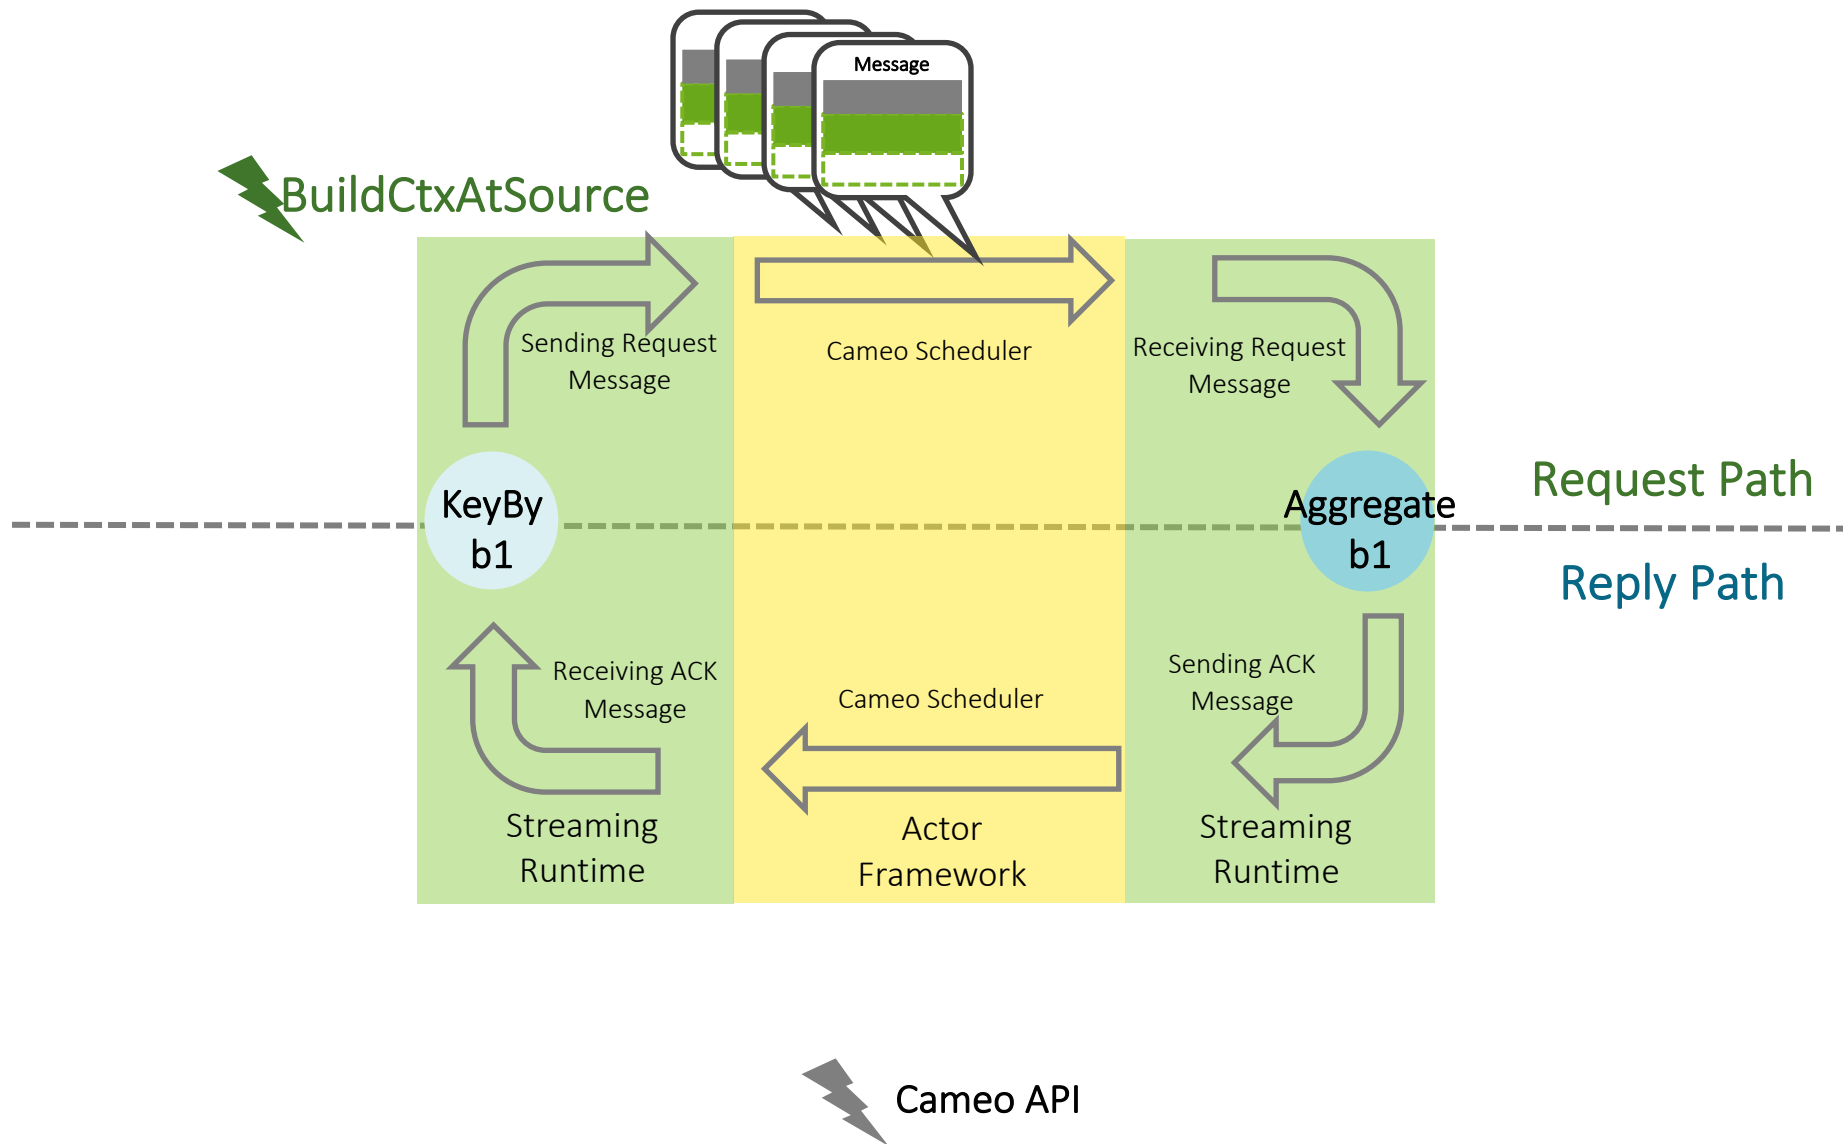 Message
BuildCtxAtSource
Sending Request
Message
Cameo Scheduler
Receiving Request
Message
KeyBy
b1
Aggregate
b1
Request Path
Reply Path
Receiving ACK
Message
Cameo Scheduler
Sending ACK
Message
Streaming
Runtime
Actor
Framework
Streaming
Runtime
Cameo API